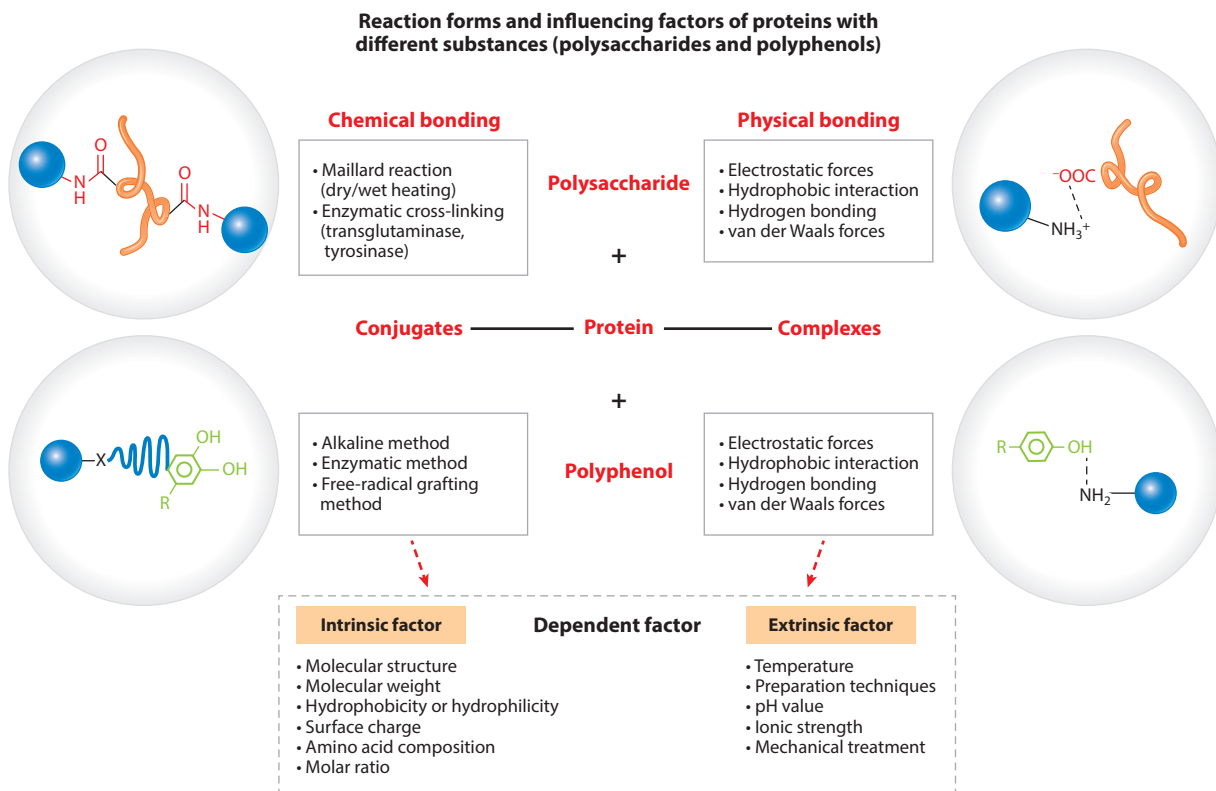 Reaction forms and influencing factors of proteins with
different substances (polysaccharides and polyphenols)
Chemical bonding
Physical bonding
O
N
H
O
N
H
• Maillard reaction
(dry/wet heating)
• Enzymatic cross-linking
(transglutaminase,
tyrosinase)
Polysaccharide
• Electrostatic forces
• Hydrophobic interaction
• Hydrogen bonding
• van der Waals forces
⁻OOC
NH₃⁺
+
Conjugates
Protein
Complexes
+
X
OH
OH
R
• Alkaline method
• Enzymatic method
• Free-radical grafting
method
Polyphenol
• Electrostatic forces
• Hydrophobic interaction
• Hydrogen bonding
• van der Waals forces
R
OH
NH₂
Intrinsic factor
Dependent factor
Extrinsic factor
• Molecular structure
• Molecular weight
• Hydrophobicity or hydrophilicity
• Surface charge
• Amino acid composition
• Molar ratio
• Temperature
• Preparation techniques
• pH value
• Ionic strength
• Mechanical treatment